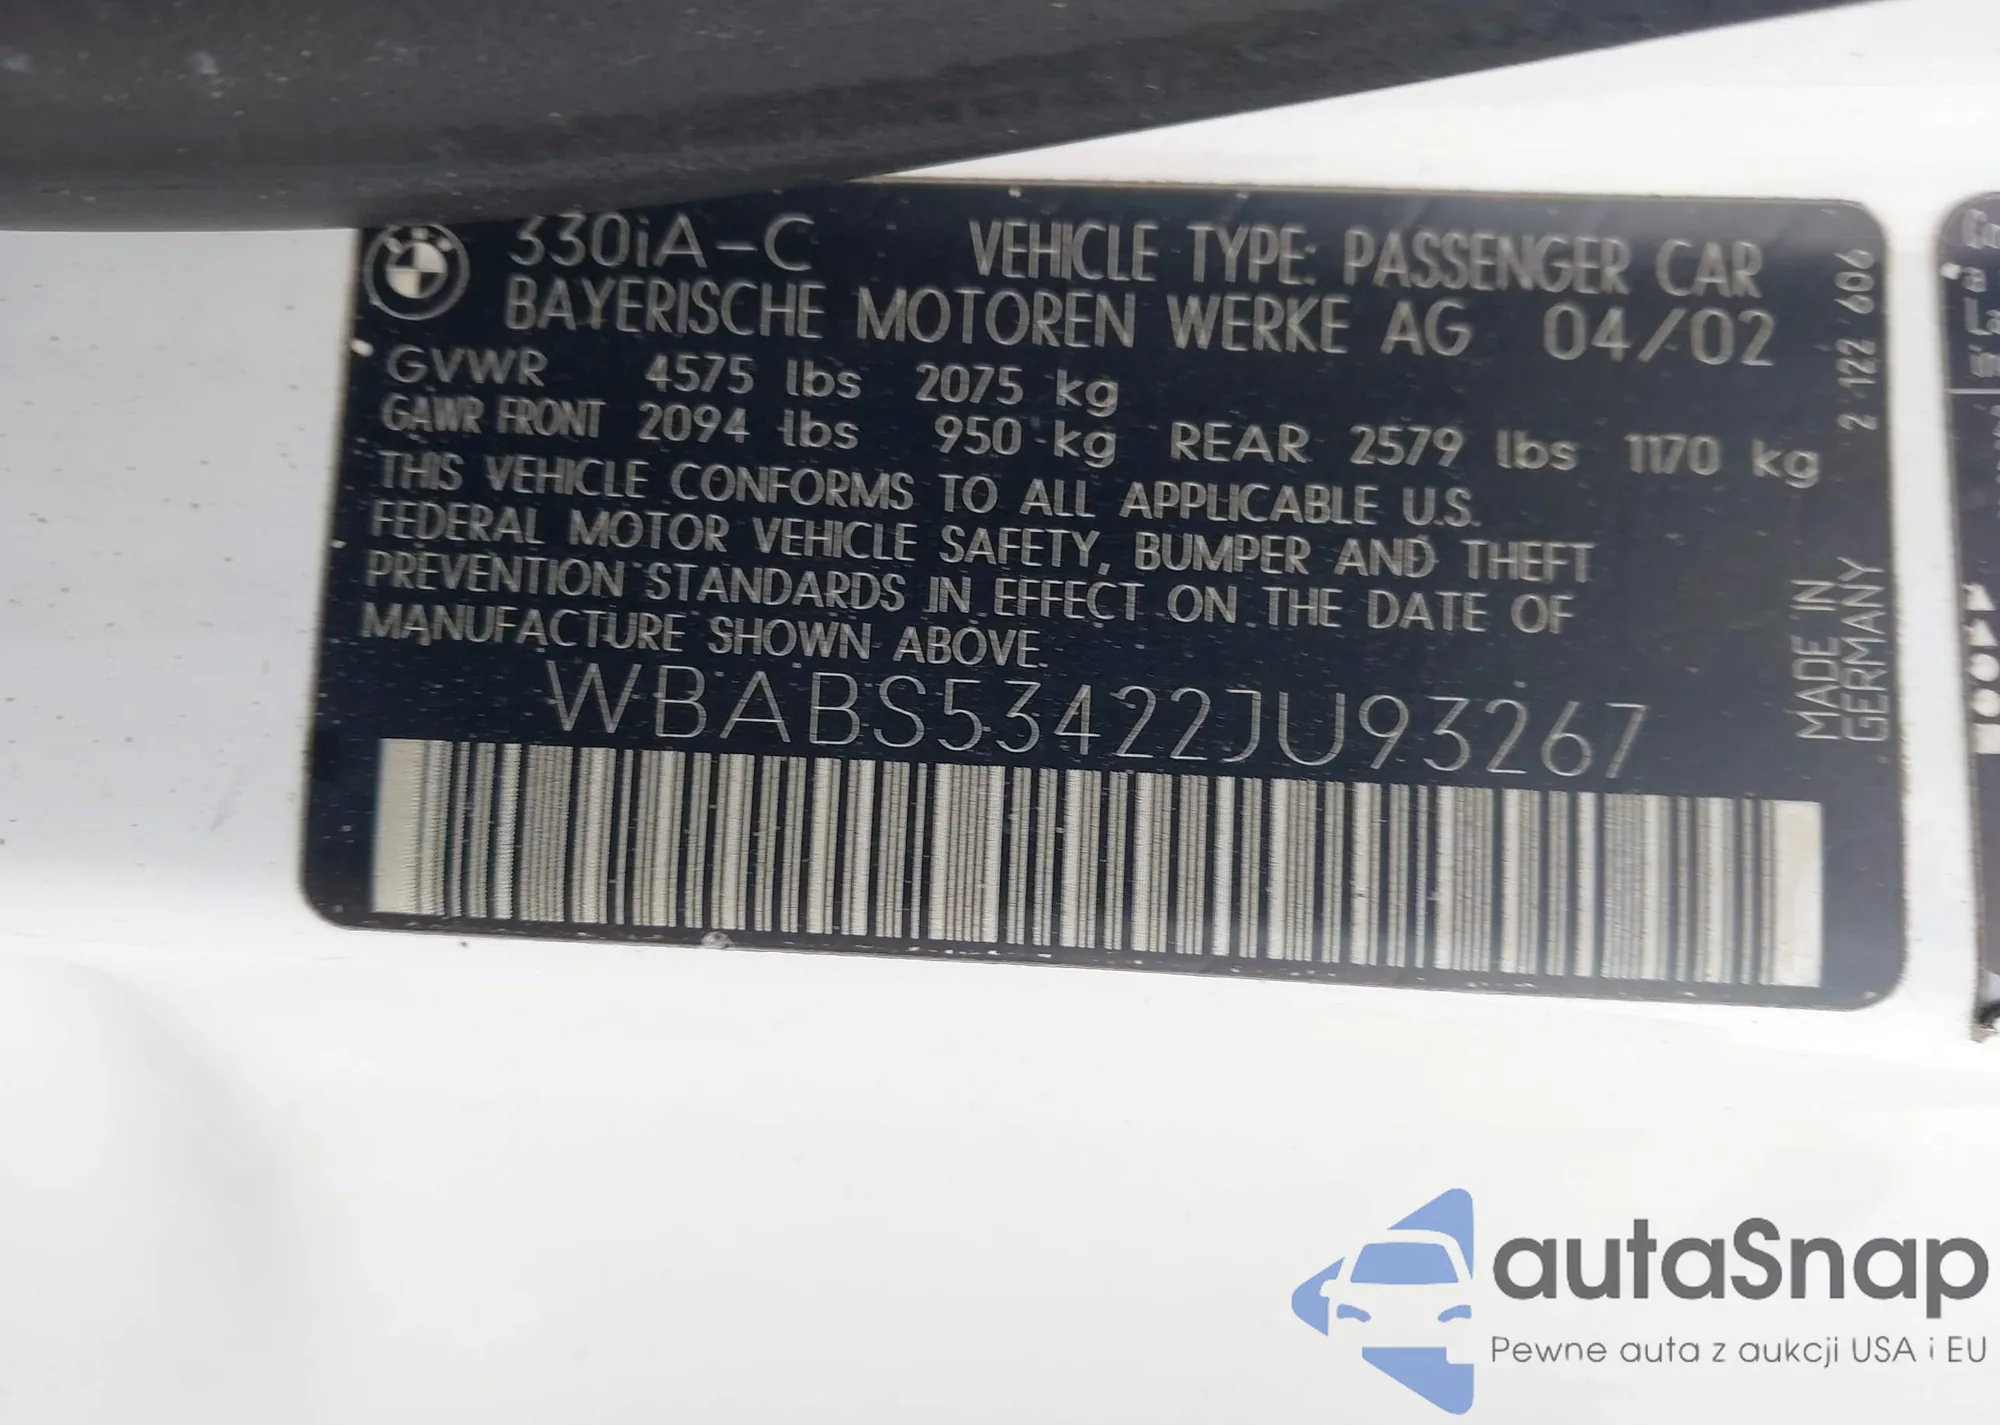 330iA-C VEHICLE TYPE: PASSENGER CAR
BAYERISCHE MOTOREN WERKE AG 04/02
GVWR 4575 lbs 2075 kg
GAWR FRONT 2094 lbs 950 kg REAR 2579 lbs 1170 kg
THIS VEHICLE CONFORMS TO ALL APPLICABLE U.S.
FEDERAL MOTOR VEHICLE SAFETY, BUMPER AND THEFT
PREVENTION STANDARDS IN EFFECT ON THE DATE OF
MANUFACTURE SHOWN ABOVE.
WBABS53422JU93267
2 122 606
MADE IN
GERMANY
autaSnap
Pewne auta z aukcji USA i EU